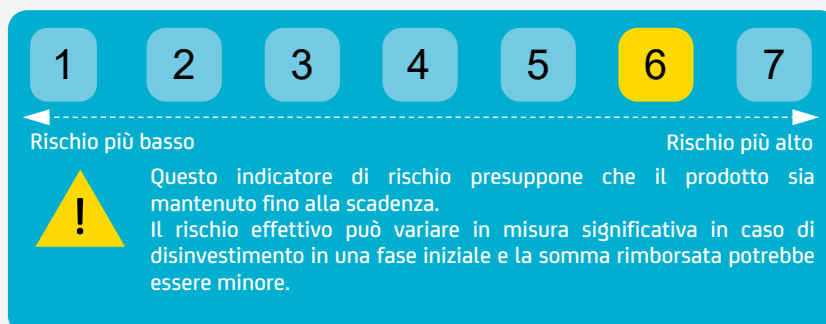 1 2 3 4 5 6 7
Rischio più basso Rischio più alto
!
Questo indicatore di rischio presuppone che il prodotto sia
mantenuto fino alla scadenza.
Il rischio effettivo può variare in misura significativa in caso di
disinvestimento in una fase iniziale e la somma rimborsata potrebbe
essere minore.